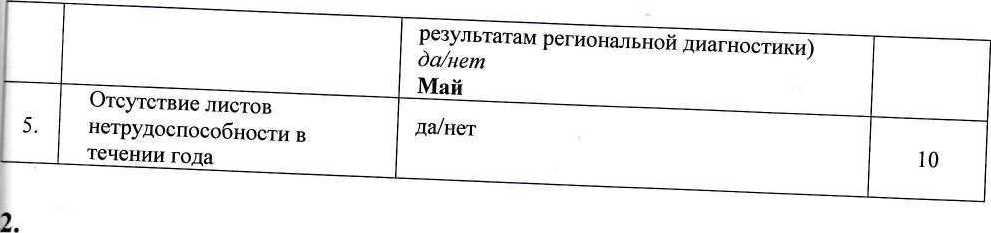 результатам региональной диагностики)
да/нет
Май
5.
Отсутствие листов
нетрудоспособности в
течении года
да/нет
10
2.